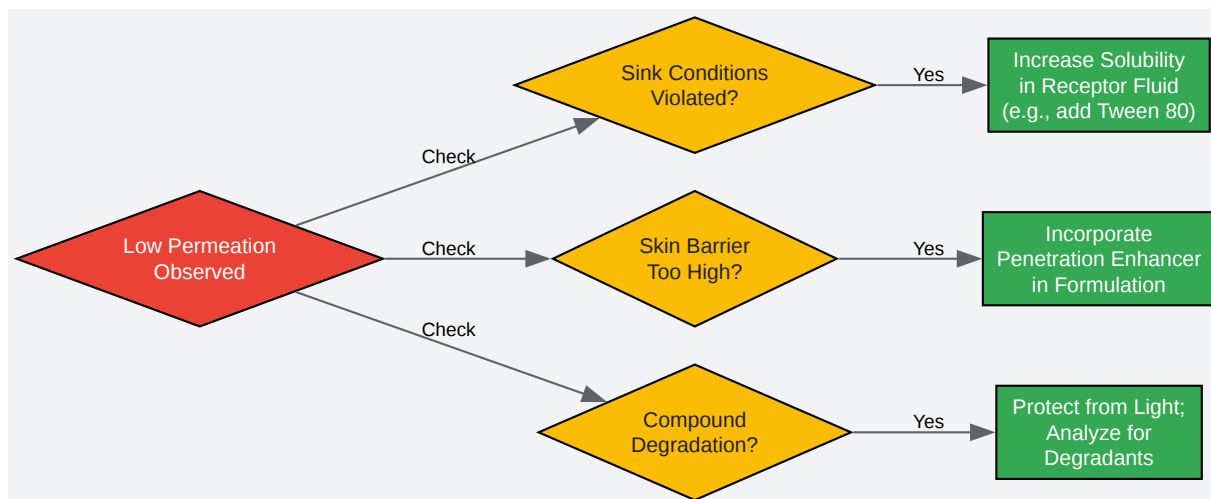 Sink Conditions
Violated?
Yes
Increase Solubility
in Receptor Fluid
(e.g., add Tween 80)
Check
Low Permeation
Observed
Check
Skin Barrier
Too High?
Yes
Incorporate
Penetration Enhancer
in Formulation
Check
Compound
Degradation?
Yes
Protect from Light;
Analyze for
Degradants